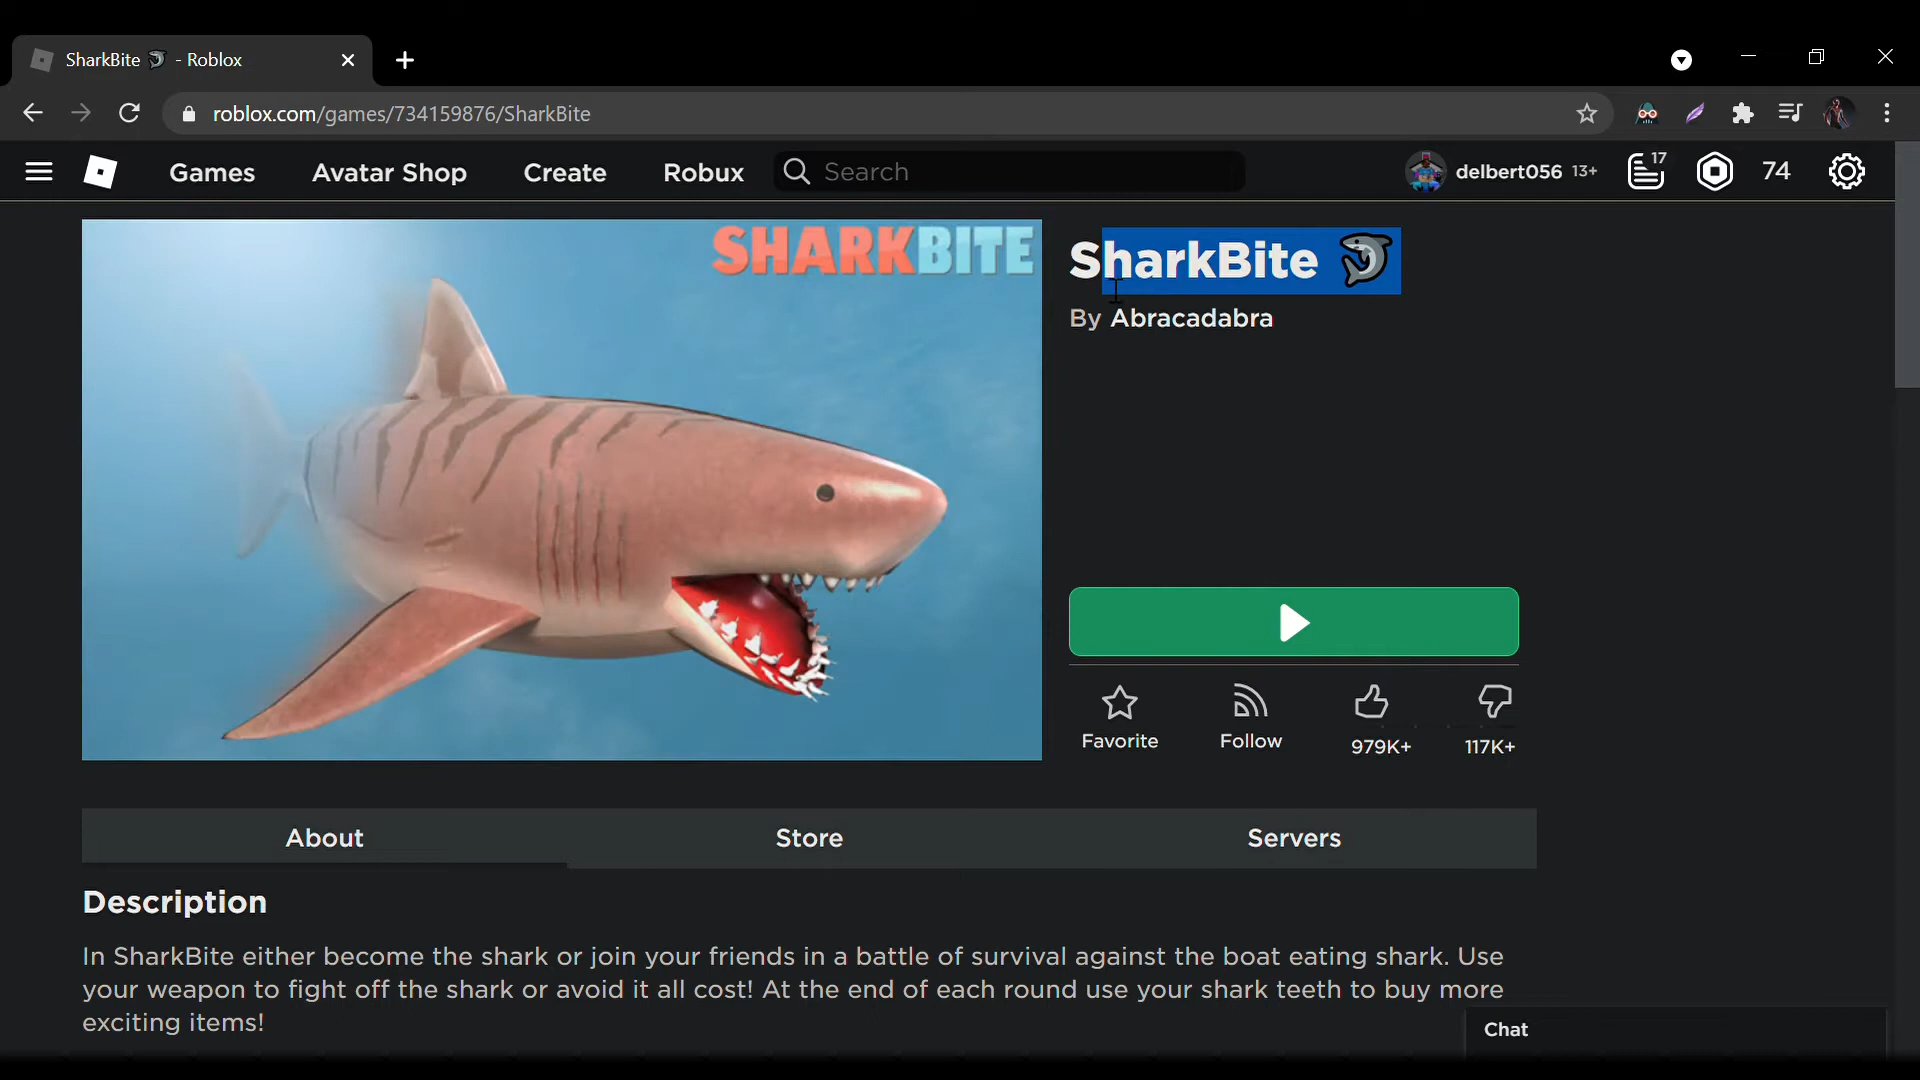 SharkBite 🦈 - Roblox
roblox.com/games/734159876/SharkBite
Games Avatar Shop Create Robux Search delbert056 13+ 17 74
SHARKBITE
SharkBite 🦈
By Abracadabra
Favorite Follow 979K+ 117K+
About Store Servers
Description
In SharkBite either become the shark or join your friends in a battle of survival against the boat eating shark. Use
your weapon to fight off the shark or avoid it all cost! At the end of each round use your shark teeth to buy more
exciting items!
Chat